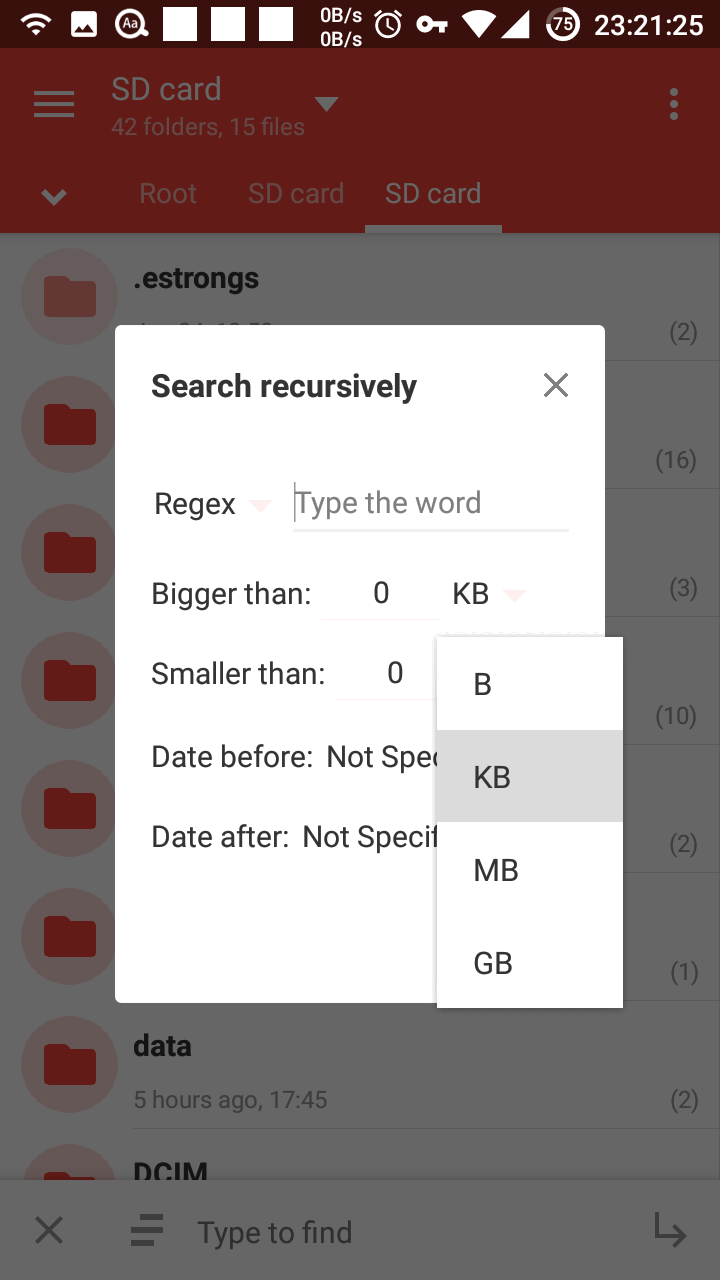 Aa
0B/s
0B/s
75
23:21:25
SD card
42 folders, 15 files
Root
SD card
SD card
.estrongs
(2)
Search recursively
(16)
Regex
Type the word
Bigger than:
0
KB
(3)
Smaller than:
0
B
(10)
Date before:
Not Spec
KB
Date after:
Not Specif
(2)
MB
GB
(1)
data
5 hours ago, 17:45
(2)
DCIM
Type to find